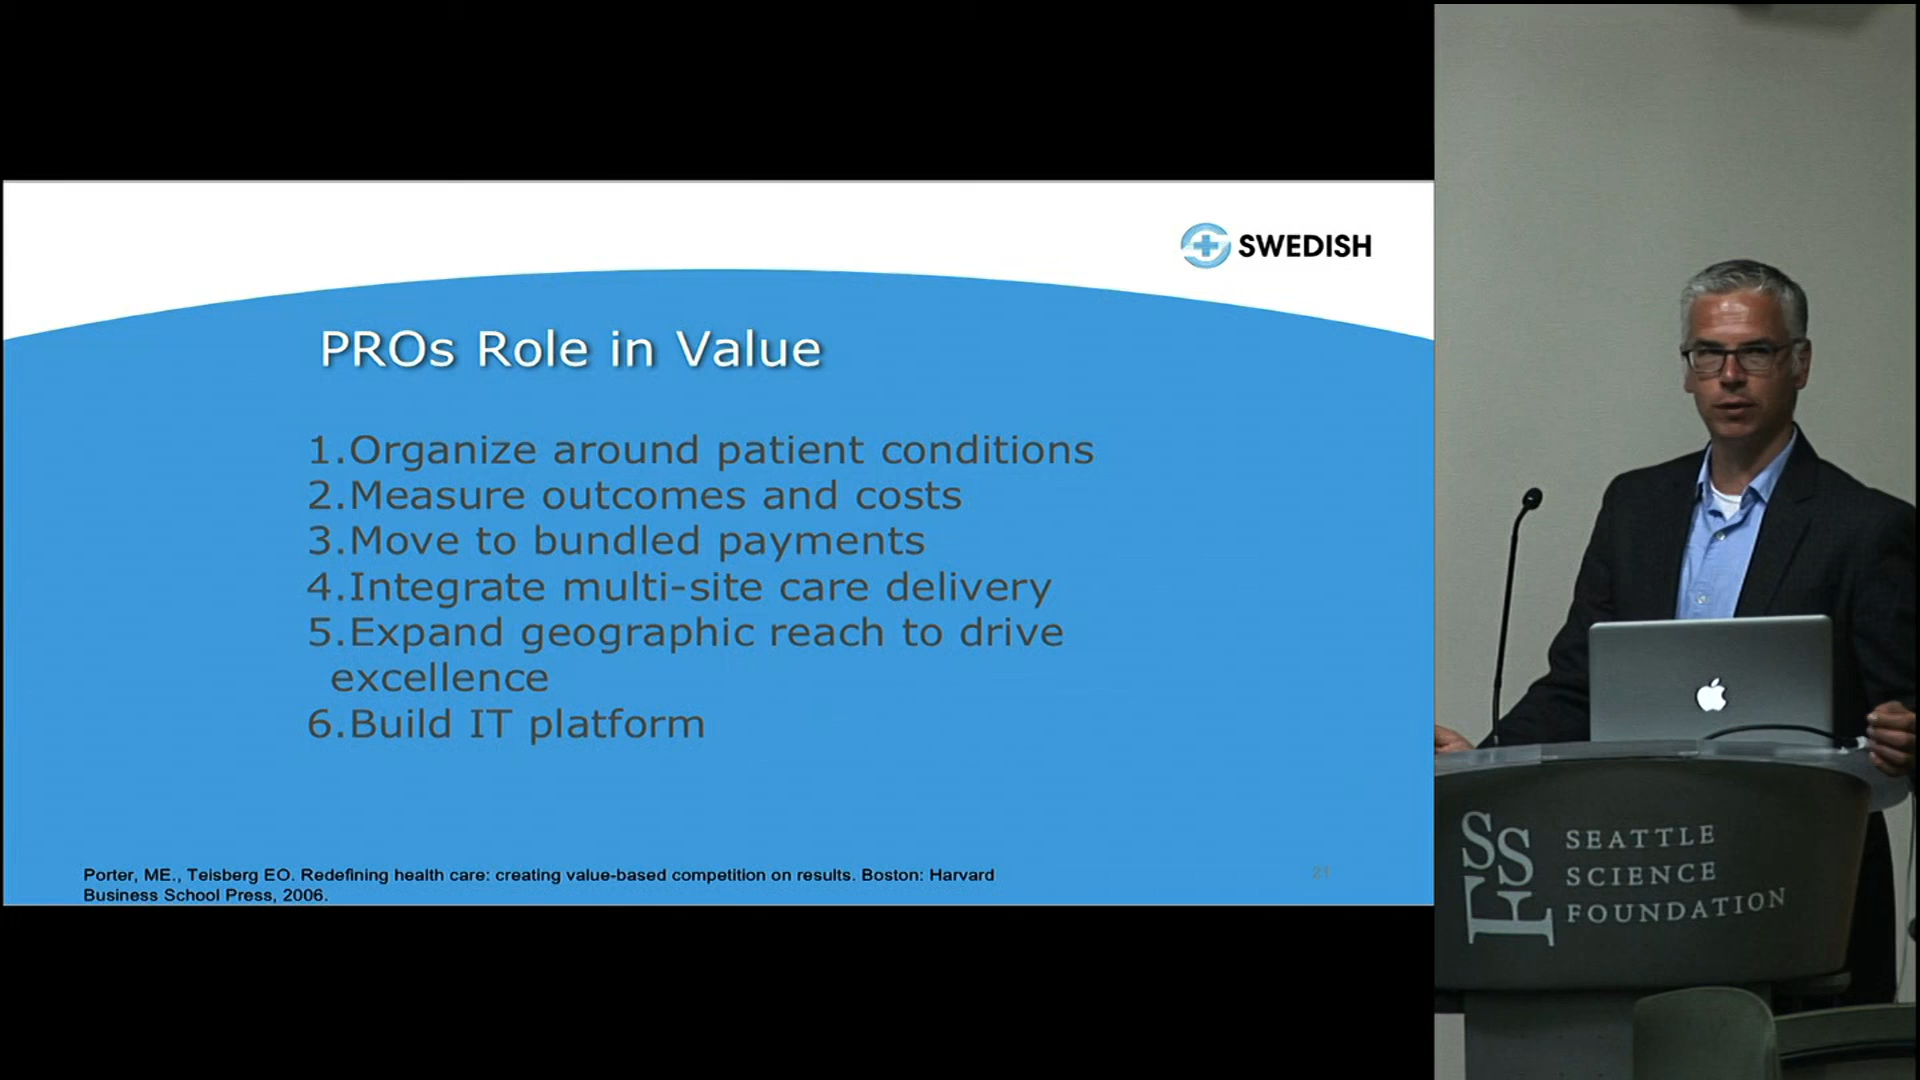 SWEDISH
PROs Role in Value
1.Organize around patient conditions
2.Measure outcomes and costs
3.Move to bundled payments
4.Integrate multi-site care delivery
5.Expand geographic reach to drive
excellence
6.Build IT platform
Porter, ME., Teisberg EO. Redefining health care: creating value-based competition on results. Boston: Harvard
Business School Press, 2006.
21
SSF
SEATTLE
SCIENCE
FOUNDATION